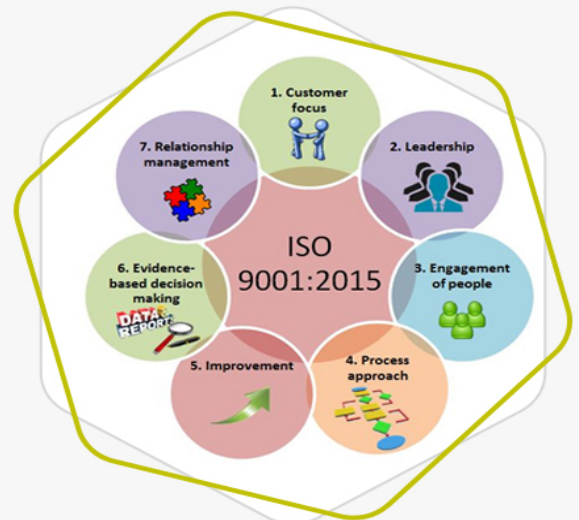 1. Customer
focus
2. Leadership
3. Engagement
of people
4. Process
approach
5. Improvement
6. Evidence-
based decision
making
DATA &
REPORTS
7. Relationship
management
ISO
9001:2015